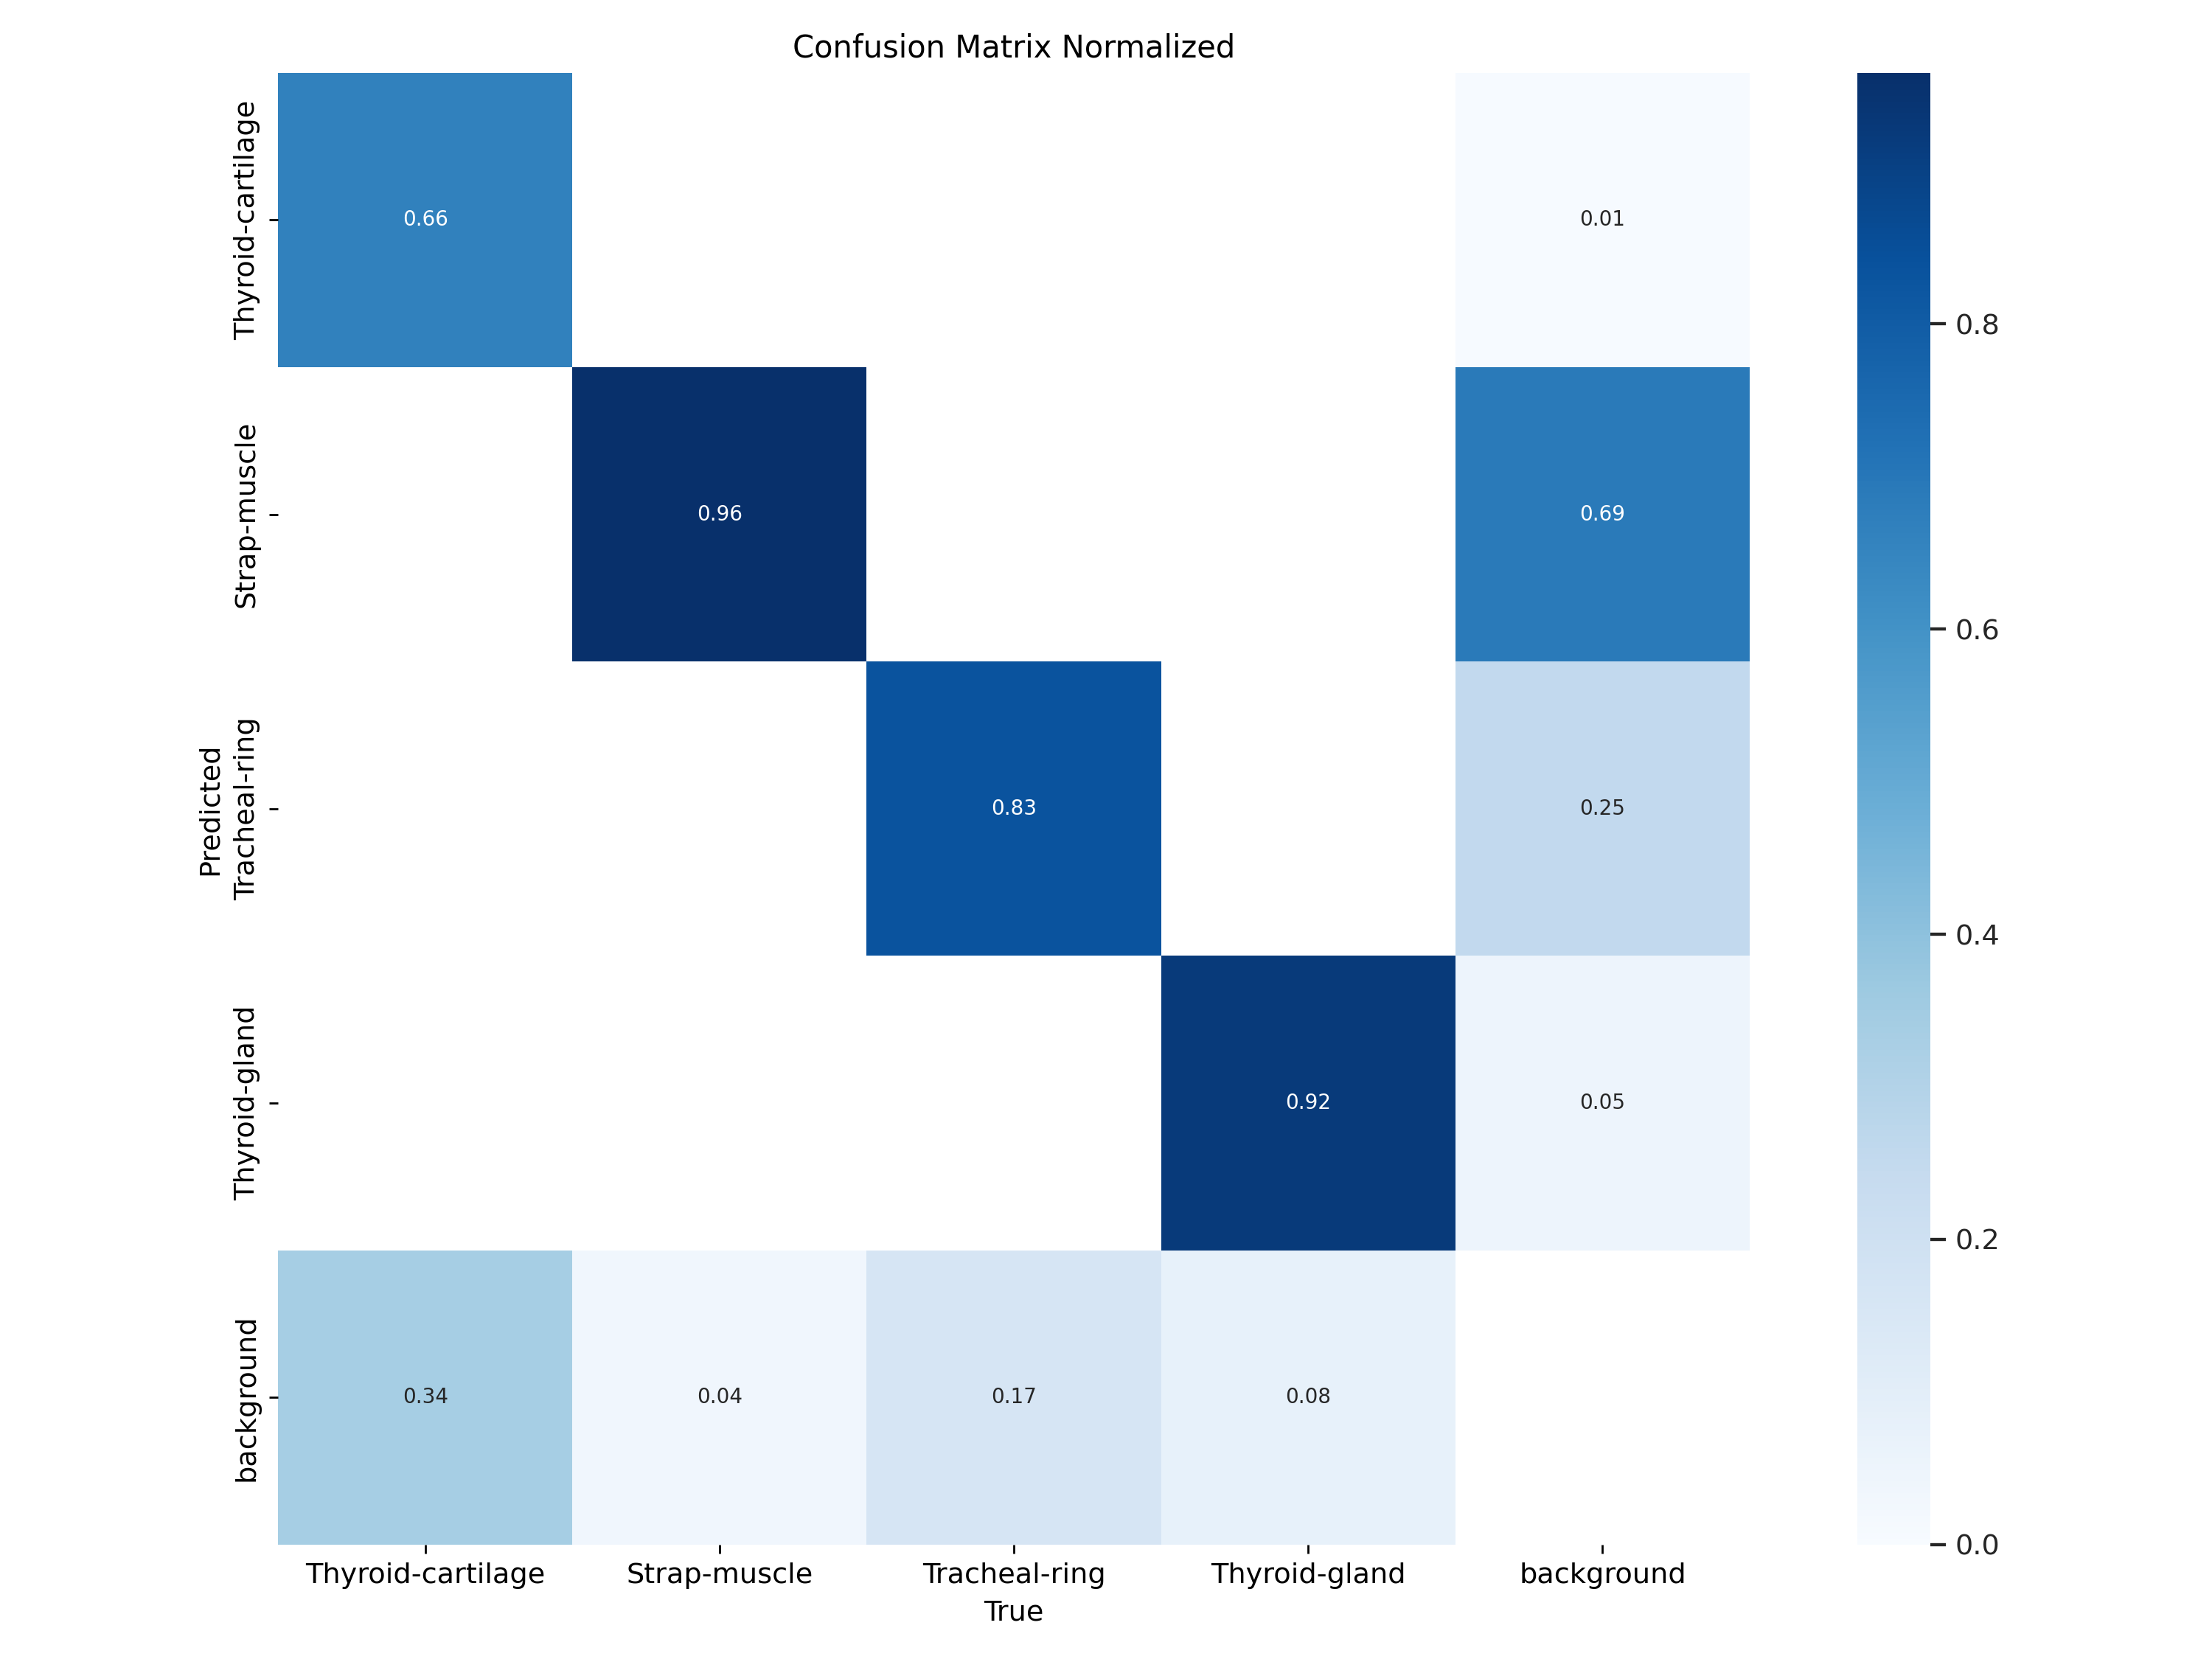 Confusion Matrix Normalized
Thyroid-cartilage
0.66
0.01
Strap-muscle
0.96
0.69
Predicted
Tracheal-ring
0.83
0.25
Thyroid-gland
0.92
0.05
background
0.34
0.04
0.17
0.08
Thyroid-cartilage
Strap-muscle
Tracheal-ring
Thyroid-gland
background
True
0.8
0.6
0.4
0.2
0.0